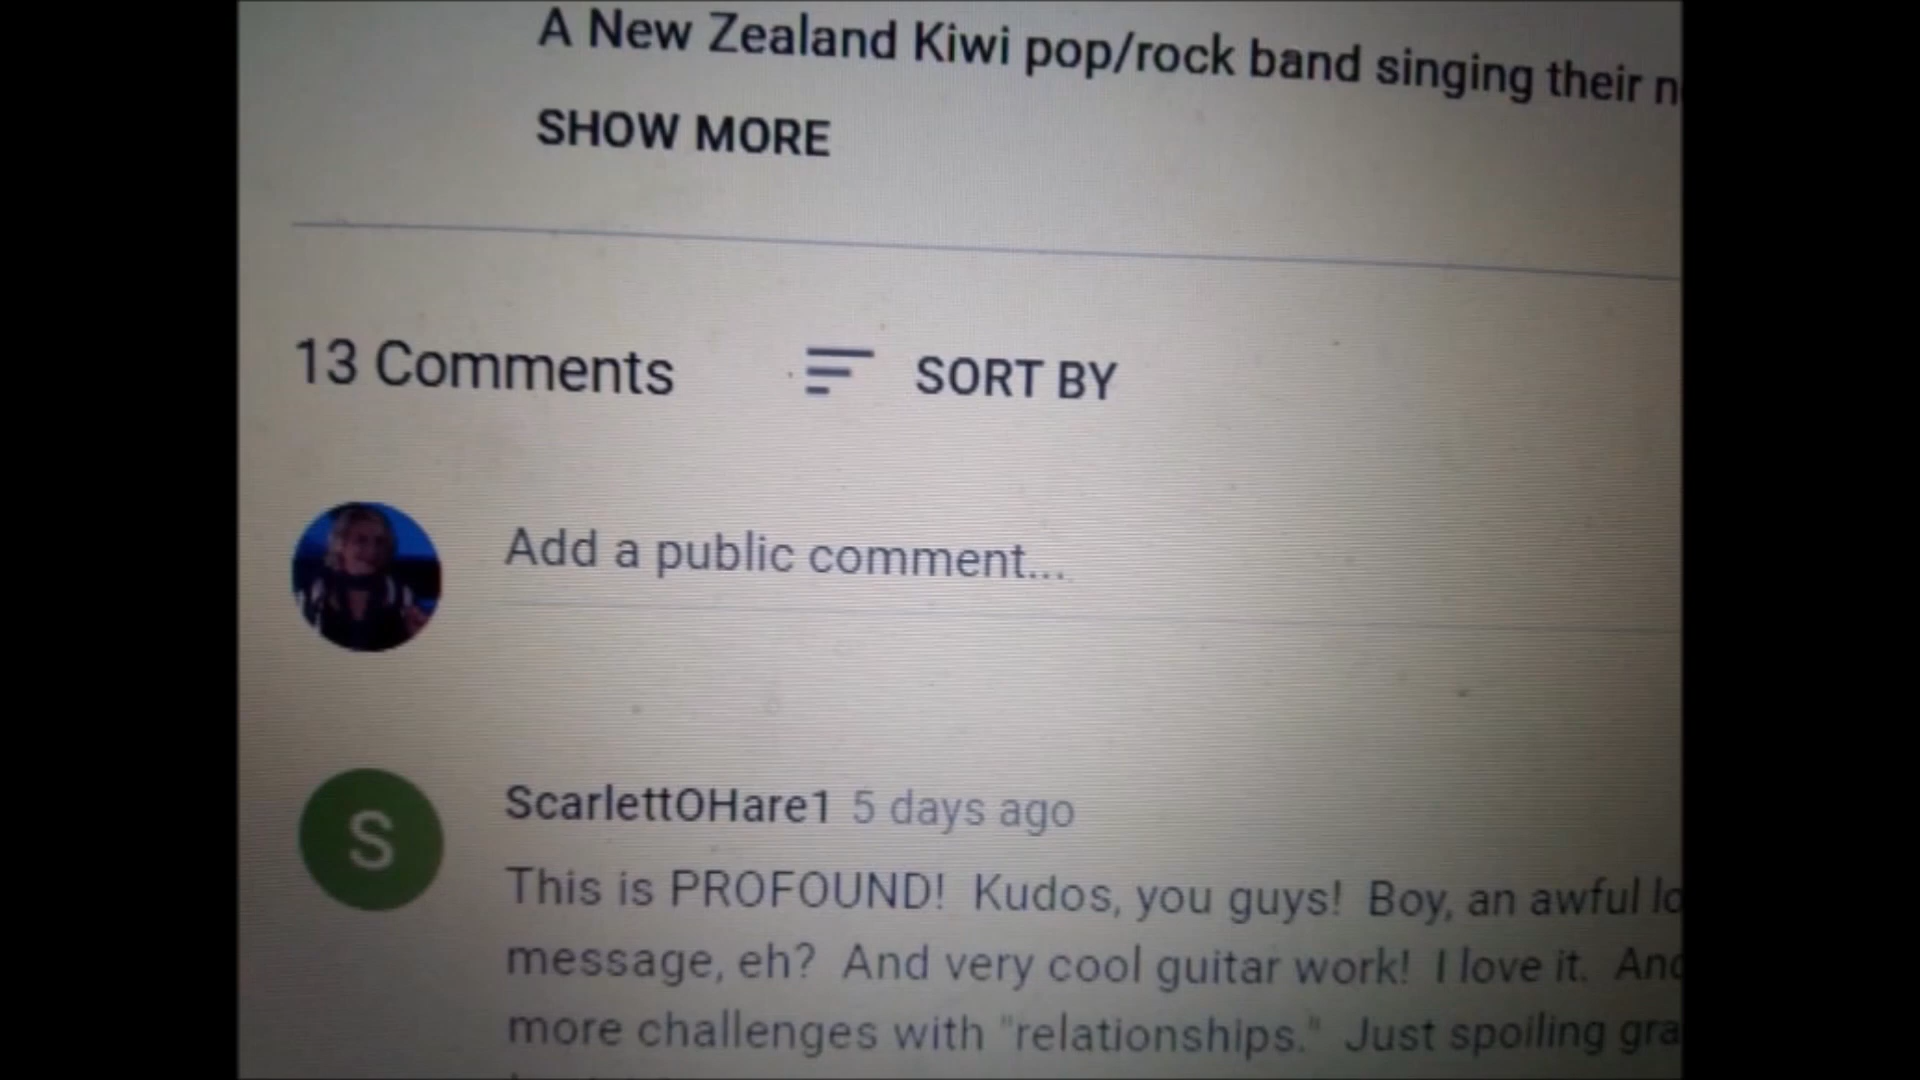 A New Zealand Kiwi pop/rock band singing their
SHOW MORE
13 Comments
SORT BY
Add a public comment...
S
ScarlettOHare1 5 days ago
This is PROFOUND! Kudos, you guys! Boy, an awful
message, eh? And very cool guitar work! I love it.
more challenges with "relationships." Just spoiling